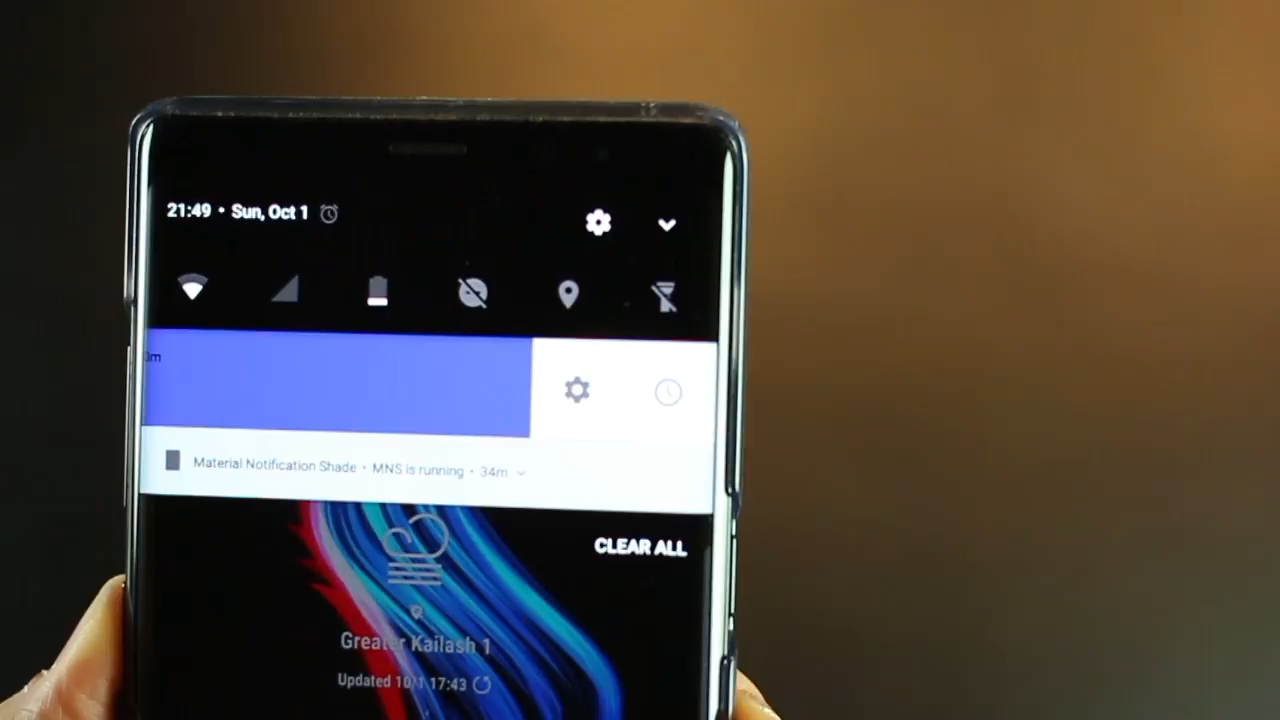 21:49 • Sun, Oct 1
0m
Material Notification Shade • MNS is running • 34m
CLEAR ALL
Greater Kailash 1
Updated 10/1 17:43